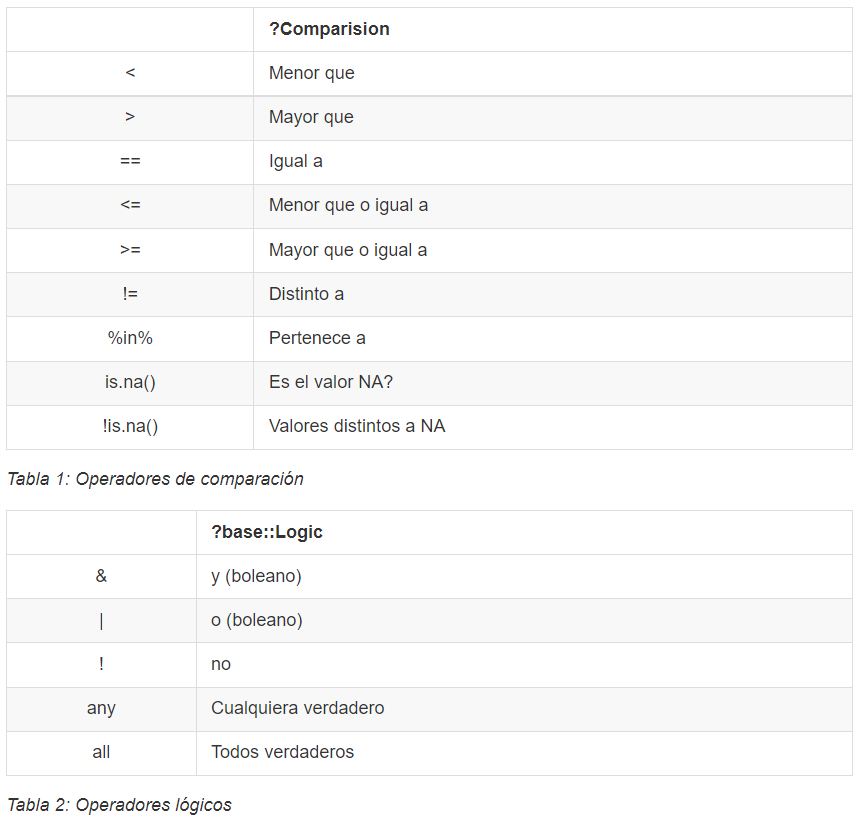 ?Comparision
< Menor que
> Mayor que
== Igual a
<= Menor que o igual a
>= Mayor que o igual a
!= Distinto a
%in% Pertenece a
is.na() Es el valor NA?
!is.na() Valores distintos a NA
Tabla 1: Operadores de comparación
?base::Logic
& y (boleano)
| o (boleano)
! no
any Cualquiera verdadero
all Todos verdaderos
Tabla 2: Operadores lógicos